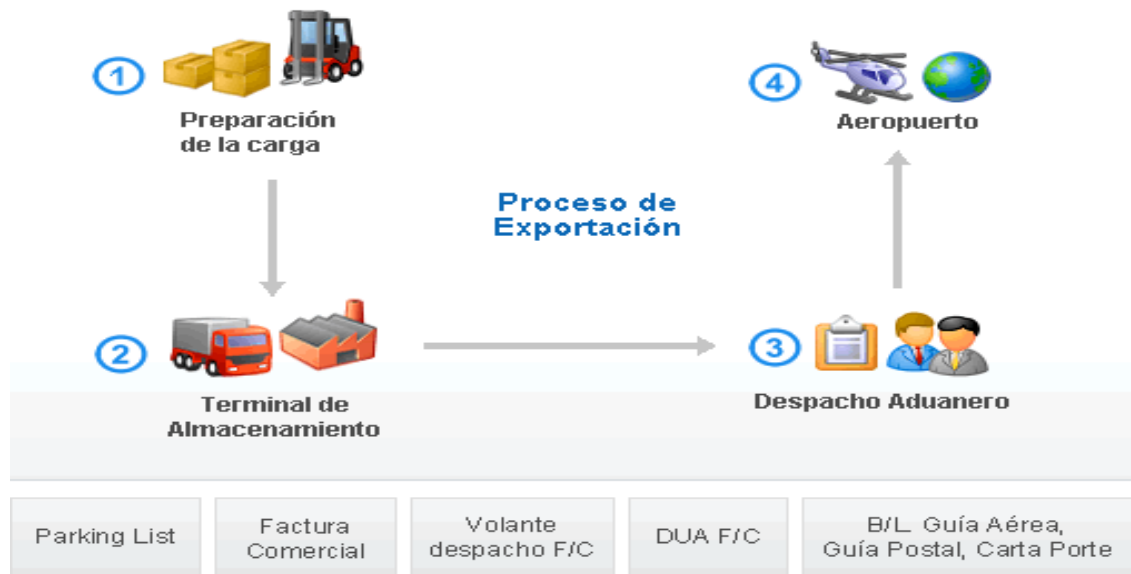 1
Preparación
de la carga
4
Aeropuerto
Proceso de
Exportación
2
Terminal de
Almacenamiento
3
Despacho Aduanero
Parking List
Factura
Comercial
Volante
despacho F/C
DUA F/C
B/L Guía Aérea,
Guía Postal, Carta Porte